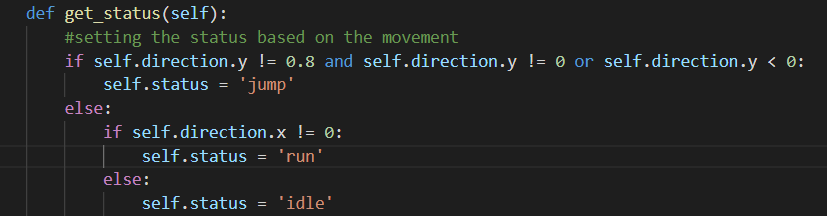 def get_status(self):
    #setting the status based on the movement
    if self.direction.y != 0.8 and self.direction.y != 0 or self.direction.y < 0:
        self.status = 'jump'
    else:
        if self.direction.x != 0:
            self.status = 'run'
        else:
            self.status = 'idle'